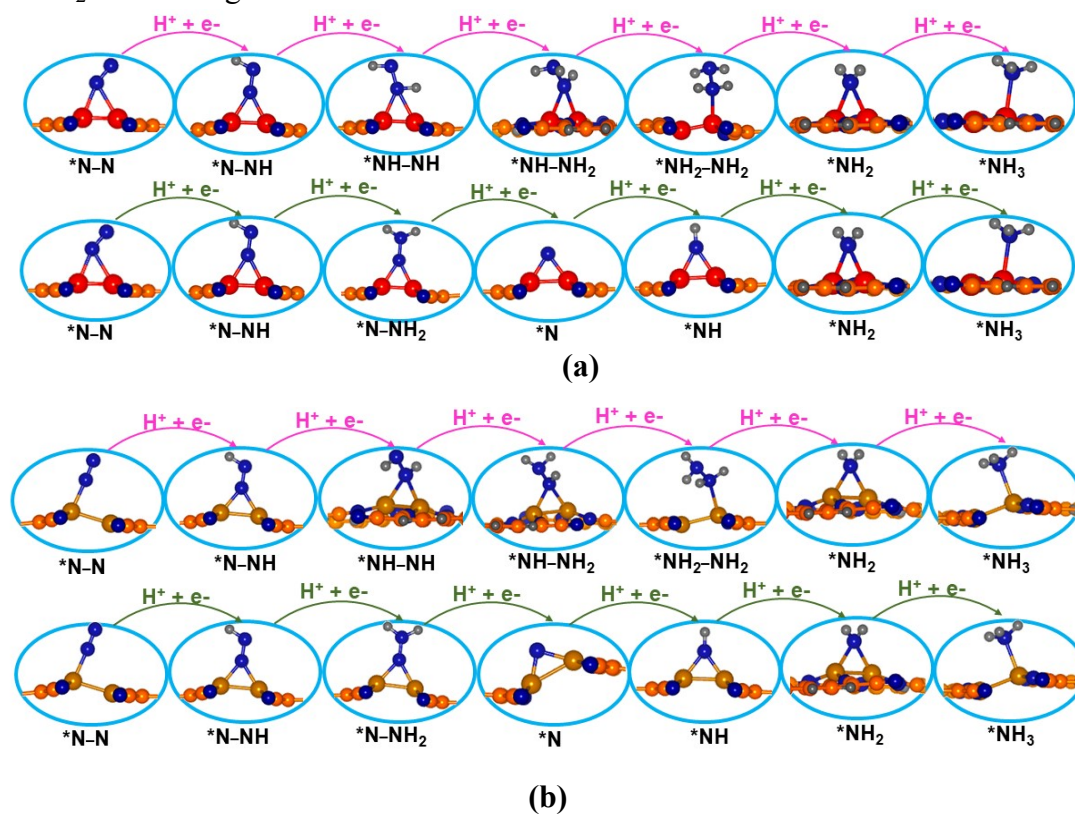 H⁺ + e- H⁺ + e- H⁺ + e- H⁺ + e- H⁺ + e- H⁺ + e-
*N–N *N–NH *NH–NH *NH–NH₂ *NH₂–NH₂ *NH₂ *NH₃
H⁺ + e- H⁺ + e- H⁺ + e- H⁺ + e- H⁺ + e- H⁺ + e-
*N–N *N–NH *N–NH₂ *N *NH *NH₂ *NH₃
(a)
H⁺ + e- H⁺ + e- H⁺ + e- H⁺ + e- H⁺ + e- H⁺ + e-
*N–N *N–NH *NH–NH *NH–NH₂ *NH₂–NH₂ *NH₂ *NH₃
H⁺ + e- H⁺ + e- H⁺ + e- H⁺ + e- H⁺ + e- H⁺ + e-
*N–N *N–NH *N–NH₂ *N *NH *NH₂ *NH₃
(b)